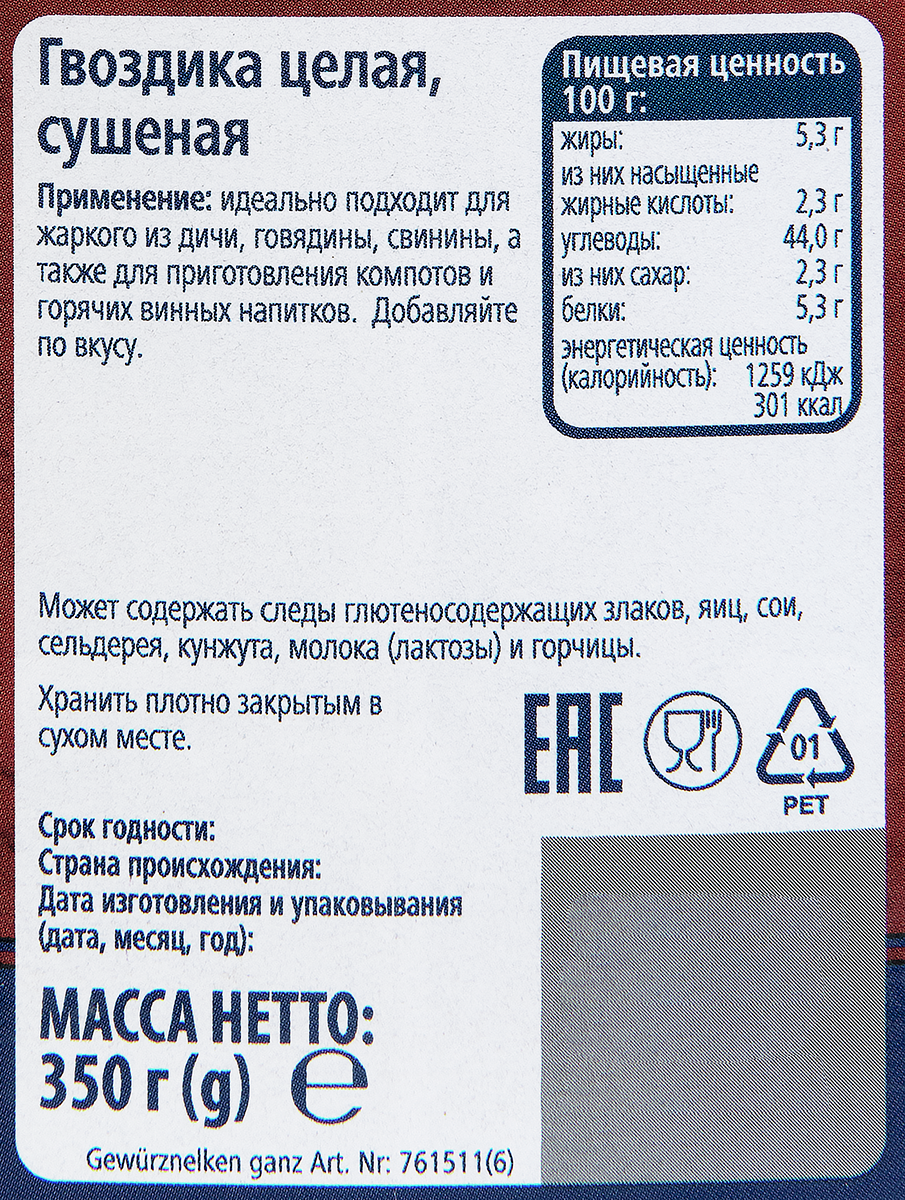 Гвоздика целая,
сушеная
Применение: идеально подходит для
жаркого из дичи, говядины, свинины, а
также для приготовления компотов и
горячих винных напитков. Добавляйте
по вкусу.
Пищевая ценность
100 г:
жиры: 5,3 г
из них насыщенные
жирные кислоты: 2,3 г
углеводы: 44,0 г
из них сахар: 2,3 г
белки: 5,3 г
энергетическая ценность
(калорийность): 1259 кДж
301 ккал
Может содержать следы глютеносодержащих злаков, яиц, сои,
сельдерея, кунжута, молока (лактозы) и горчицы.
Хранить плотно закрытым в
сухом месте.
EAC
01
PET
Срок годности:
Страна происхождения:
Дата изготовления и упаковывания
(дата, месяц, год):
МАССА НЕТТО:
350 г (g) e
Gewürznelken ganz Art. Nr: 761511(6)